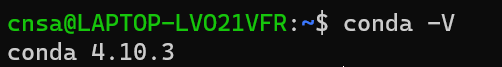 cnsa@LAPTOP-LVO21VFR:~$ conda -V
conda 4.10.3